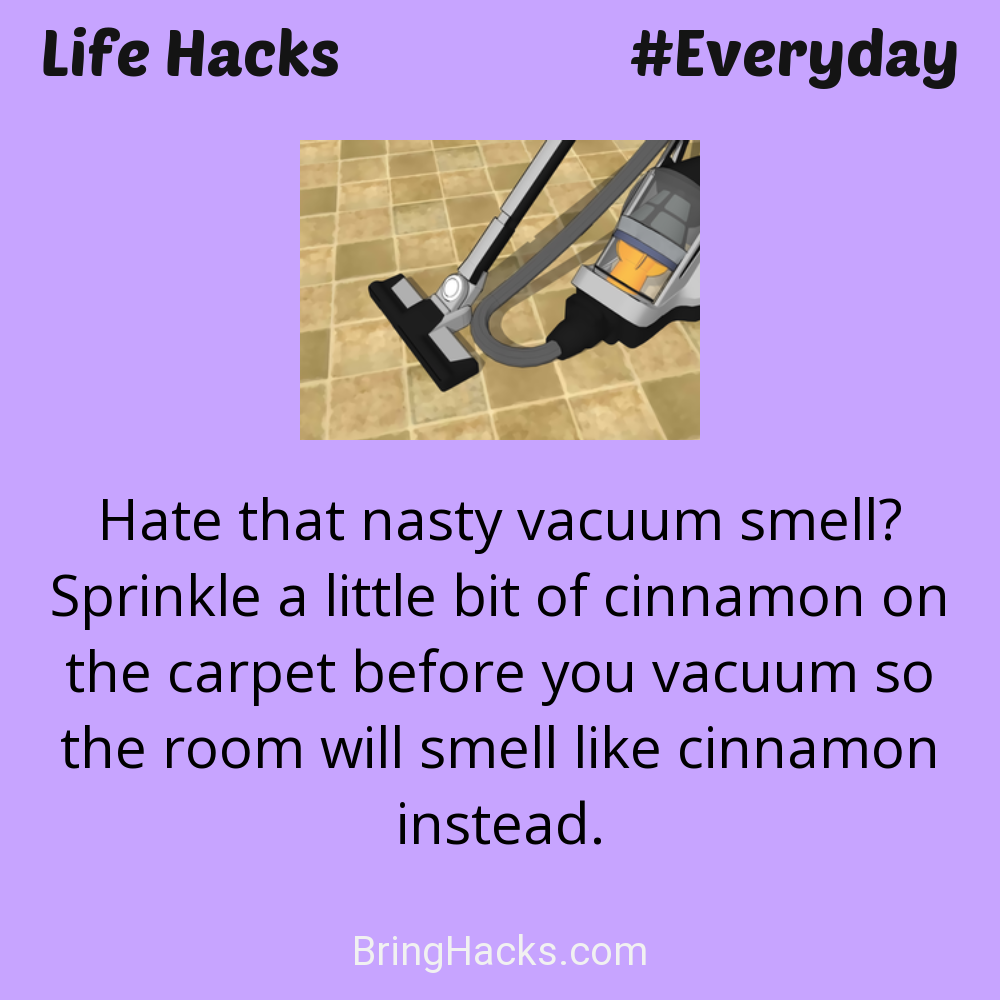 Life Hacks
#Everyday
Hate that nasty vacuum smell?
Sprinkle a little bit of cinnamon on
the carpet before you vacuum so
the room will smell like cinnamon
instead.
BringHacks.com